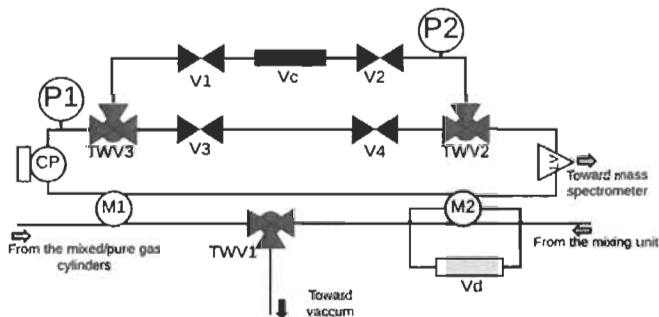 P2
V1
Vc
V2
P1
TWV3
V3
V4
TWV2
CP
LV
Toward mass
spectrometer
M1
M2
From the mixed/pure gas
cylinders
TWV1
From the mixing unit
Vd
Toward
vaccum